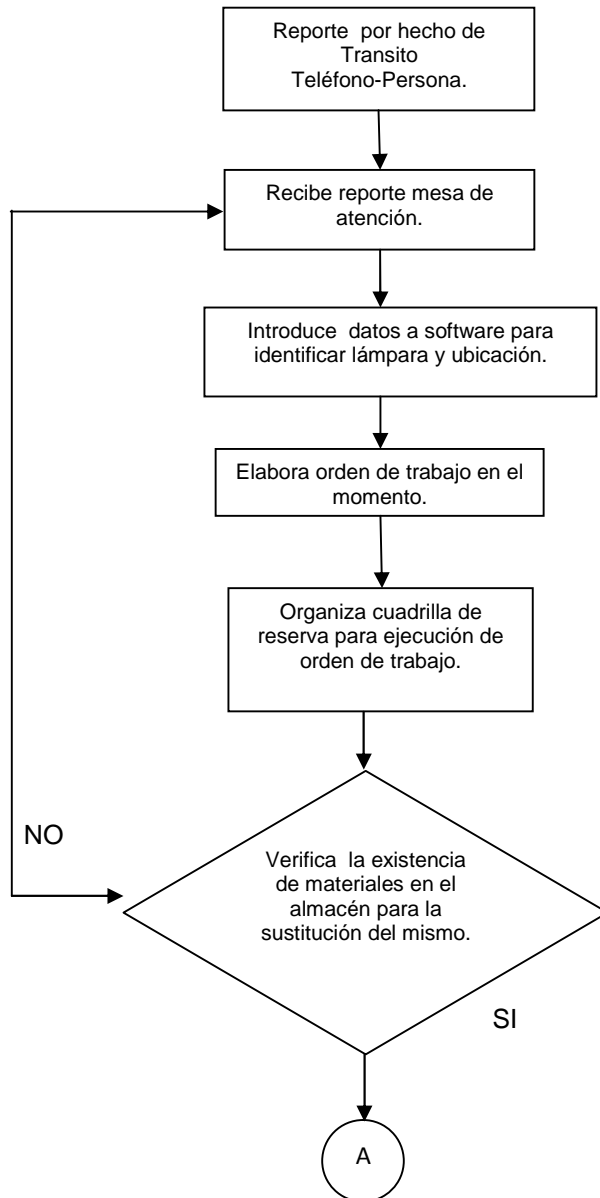 Reporte por hecho de
Transito
Teléfono-Persona.
Recibe reporte mesa de
atención.
Introduce datos a software para
identificar lámpara y ubicación.
Elabora orden de trabajo en el
momento.
Organiza cuadrilla de
reserva para ejecución de
orden de trabajo.
NO
Verifica la existencia
de materiales en el
almacén para la
sustitución del mismo.
SI
A